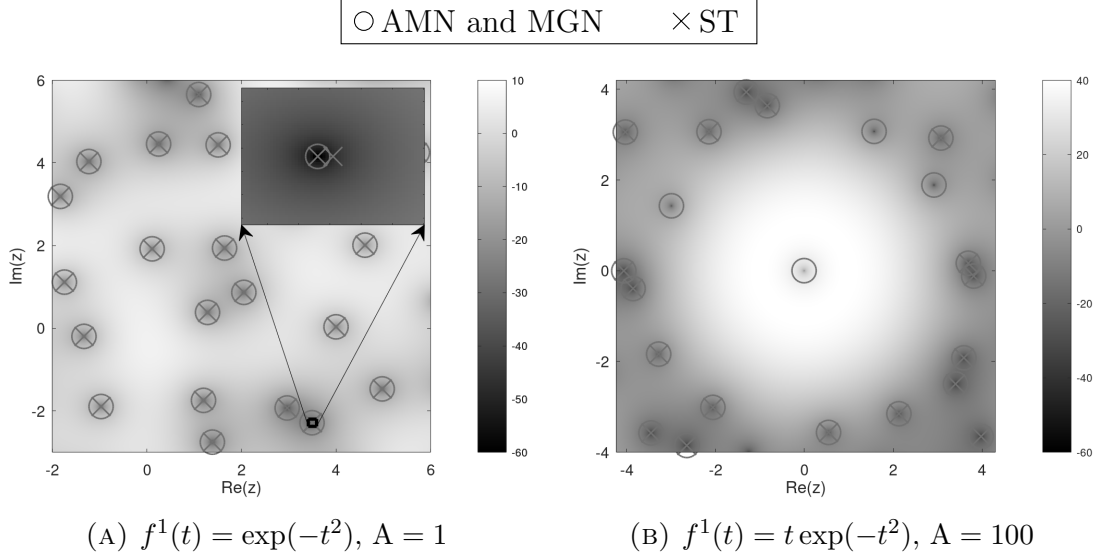 ○ AMN and MGN × ST
6
4
2
0
-2
Im(z)
-2 0 2 4 6
Re(z)
10
0
-10
-20
-30
-40
-50
-60
4
2
0
-2
-4
Im(z)
-4 -2 0 2 4
Re(z)
40
20
0
-20
-40
-60
(A) f¹(t) = exp(−t²), A = 1
(B) f¹(t) = t exp(−t²), A = 100